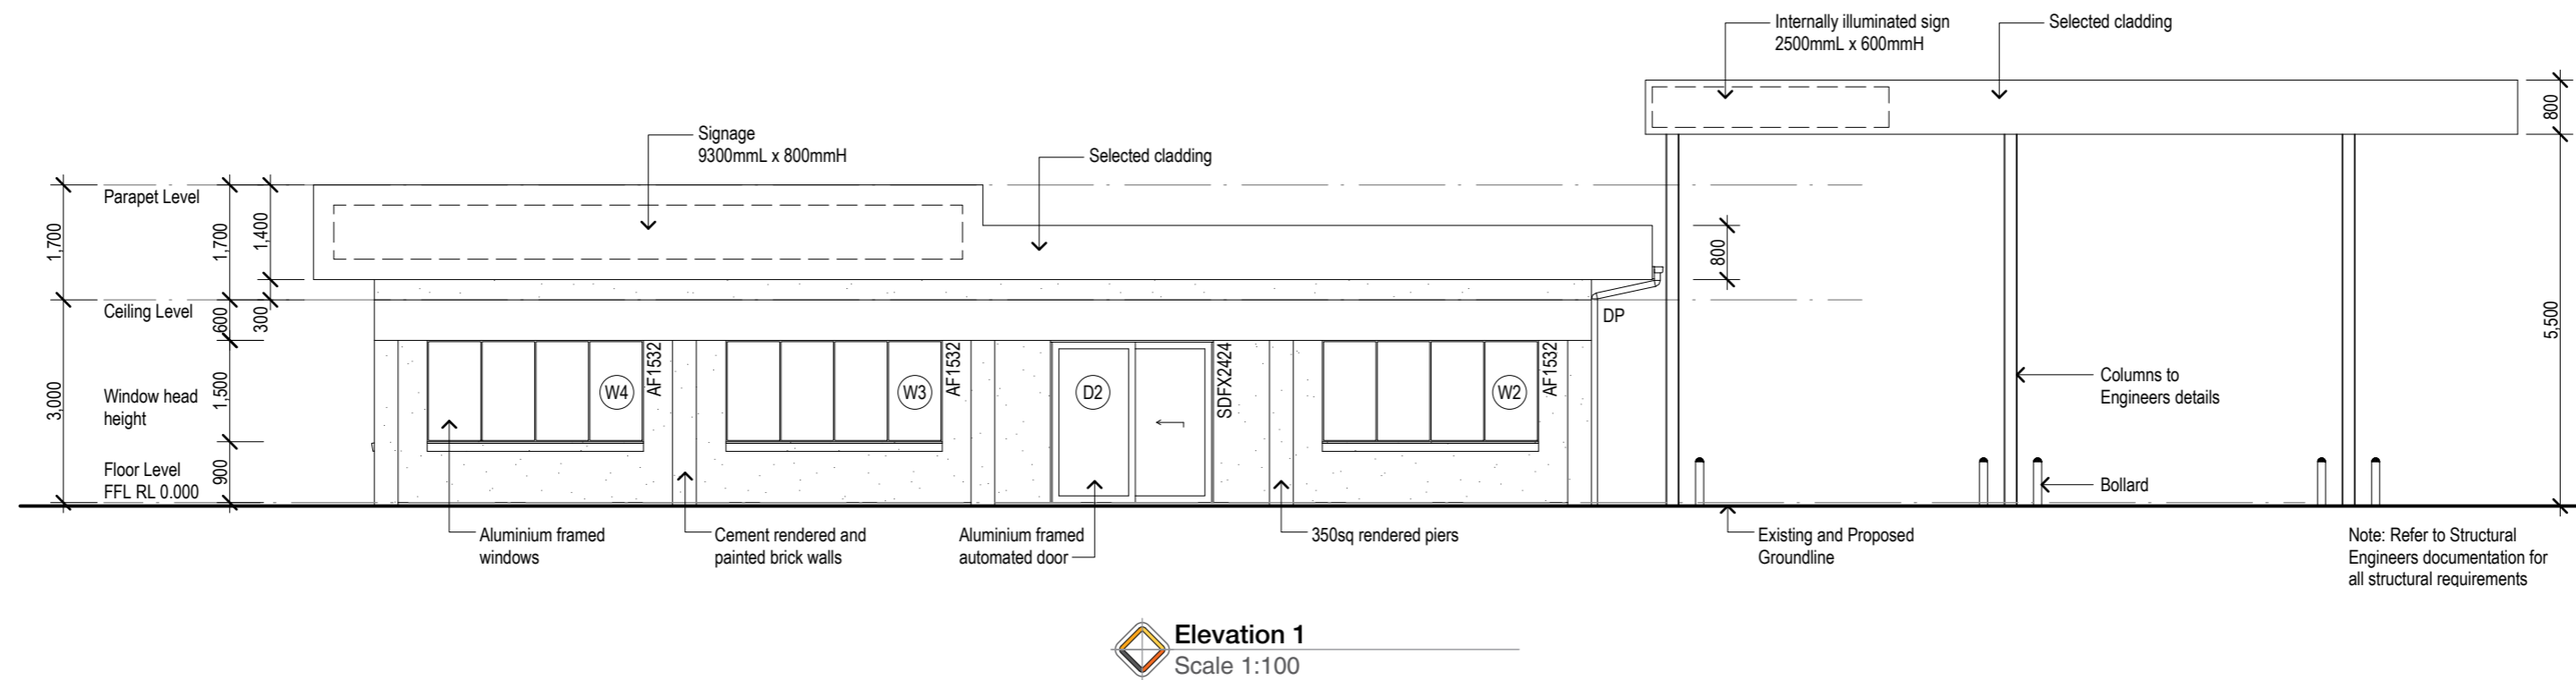 Internally illuminated sign
2500mmL x 600mmH
Selected cladding
800
Signage
9300mmL x 800mmH
Selected cladding
Parapet Level
1,700
1,700
1,400
800
Ceiling Level
600
300
DP
5,500
3,000
Window head
height
1,500
W4
AF1532
W3
AF1532
D2
SDFX2424
W2
AF1532
Columns to
Engineers details
Floor Level
FFL RL 0.000
900
Bollard
Aluminium framed
windows
Cement rendered and
painted brick walls
Aluminium framed
automated door
350sq rendered piers
Existing and Proposed
Groundline
Note: Refer to Structural
Engineers documentation for
all structural requirements
Elevation 1
Scale 1:100